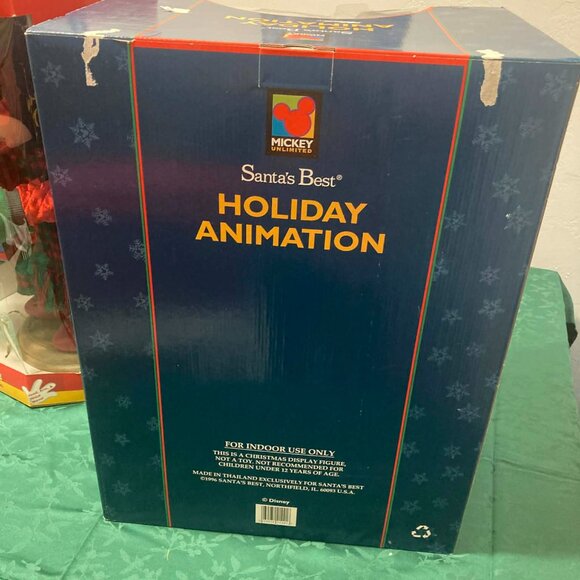 HOLIDAY
ANIMATION
MICKEY
UNLIMITED
Santa's Best®
HOLIDAY
ANIMATION
FOR INDOOR USE ONLY
THIS IS A CHRISTMAS DISPLAY FIGURE,
NOT A TOY. NOT RECOMMENDED FOR
CHILDREN UNDER 12 YEARS OF AGE.
MADE IN THAILAND EXCLUSIVELY FOR SANTA'S BEST
©1996 SANTA'S BEST, NORTHFIELD, IL. 60093 U.S.A.
© Disney